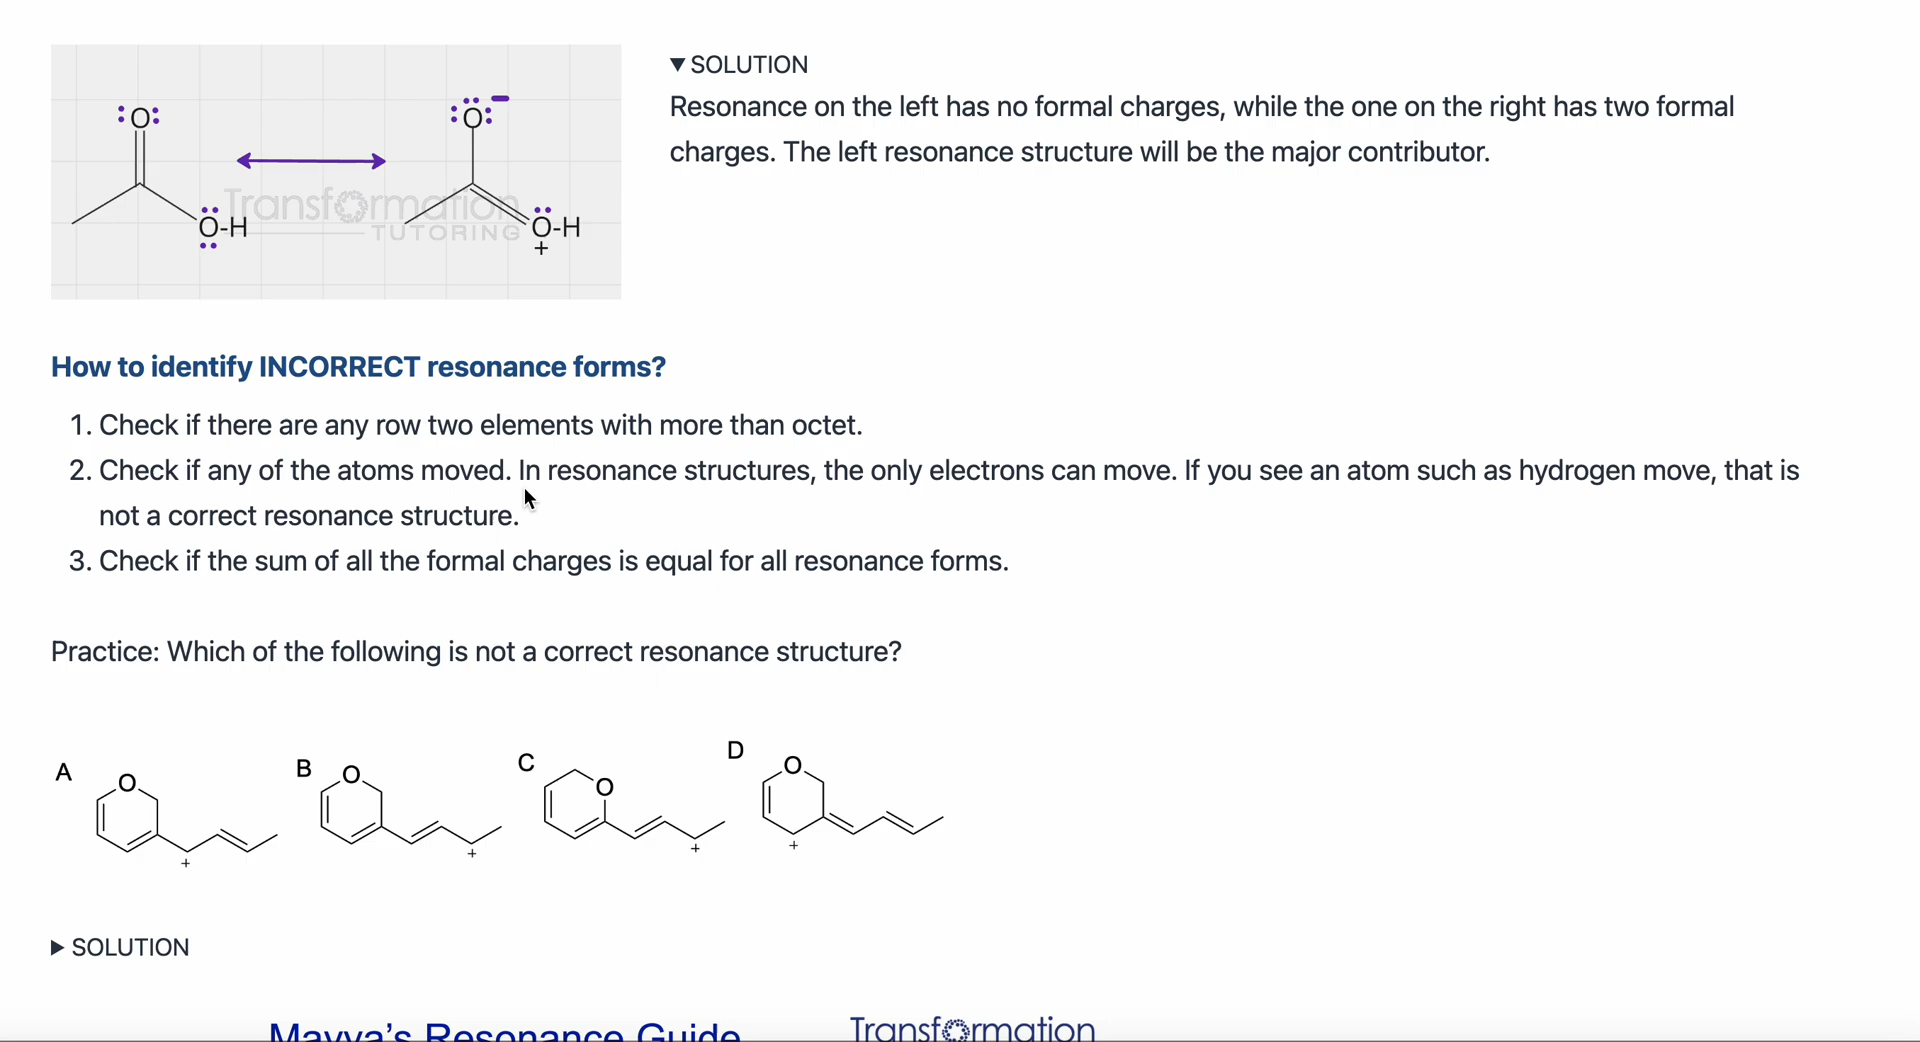 ▼ SOLUTION
Resonance on the left has no formal charges, while the one on the right has two formal
charges. The left resonance structure will be the major contributor.
:O:
:O: −
O-H
O-H
+
Transformation
TUTORING
How to identify INCORRECT resonance forms?
1. Check if there are any row two elements with more than octet.
2. Check if any of the atoms moved. In resonance structures, the only electrons can move. If you see an atom such as hydrogen move, that is
not a correct resonance structure.
3. Check if the sum of all the formal charges is equal for all resonance forms.
Practice: Which of the following is not a correct resonance structure?
A
O
+
B
O
+
C
O
+
D
O
+
▶ SOLUTION
Mavva's Resonance Guide
Transformation